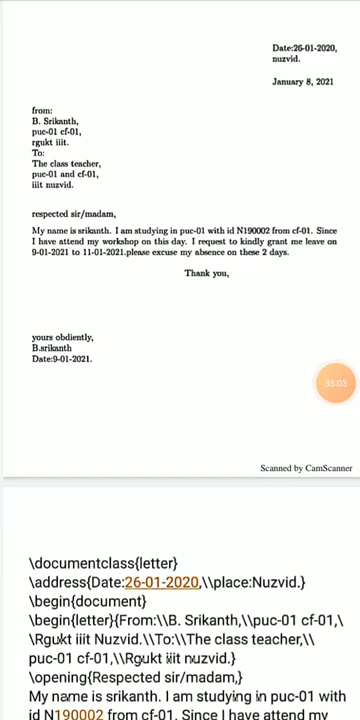 Date:26-01-2020,
nuzvid.
January 8, 2021
from:
B. Srikanth,
puc-01 cf-01,
rgukt iiit.
To:
The class teacher,
puc-01 and cf-01,
iiit nuzvid.
respected sir/madam,
My name is srikanth. I am studying in puc-01 with id N190002 from cf-01. Since
I have attend my workshop on this day. I request to kindly grant me leave on
9-01-2021 to 11-01-2021.please excuse my absence on these 2 days.
Thank you,
yours obdiently,
B.srikanth
Date:9-01-2021.
38:03
Scanned by CamScanner
\documentclass{letter}
\address{Date:26-01-2020,\\place:Nuzvid.}
\begin{document}
\begin{letter}{From:\\B. Srikanth,\\puc-01 cf-01,\
\Rgukt iiit Nuzvid.\\To:\\The class teacher,\\
puc-01 cf-01,\\Rgukt iiit nuzvid.}
\opening{Respected sir/madam,}
My name is srikanth. I am studying in puc-01 with
id N190002 from cf-01. Since I have attend my